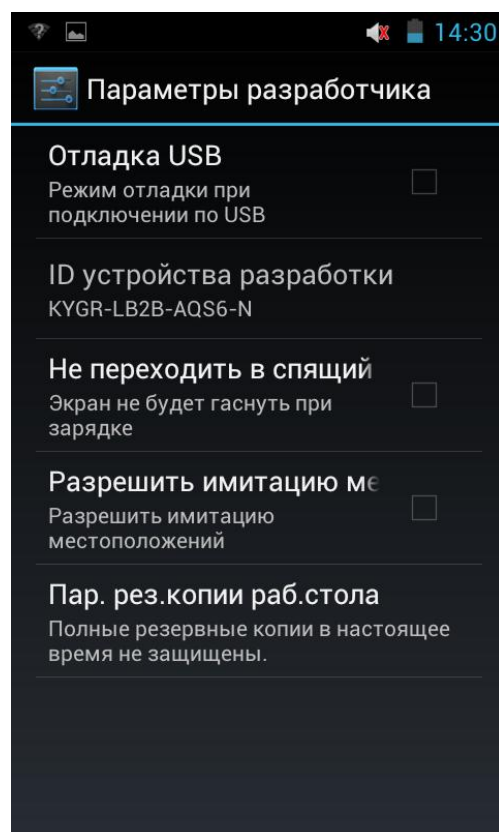 14:30
Параметры разработчика
Отладка USB
Режим отладки при
подключении по USB
ID устройства разработки
KYGR-LB2B-AQS6-N
Не переходить в спящий
Экран не будет гаснуть при
зарядке
Разрешить имитацию ме
Разрешить имитацию
местоположений
Пар. рез.копии раб.стола
Полные резервные копии в настоящее
время не защищены.